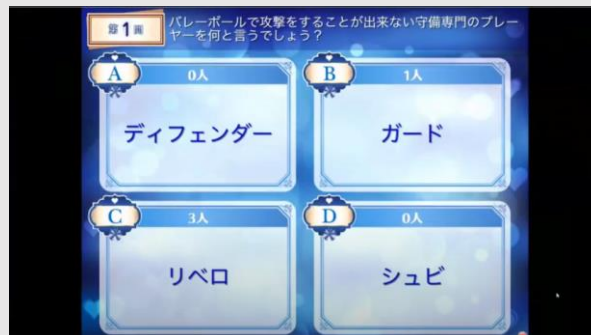 第1問
バレーボールで攻撃をすることが出来ない守備専門のプレー
ヤーを何と言うでしょう？
A
0人
ディフェンダー
B
1人
ガード
C
3人
リベロ
D
0人
シュビ